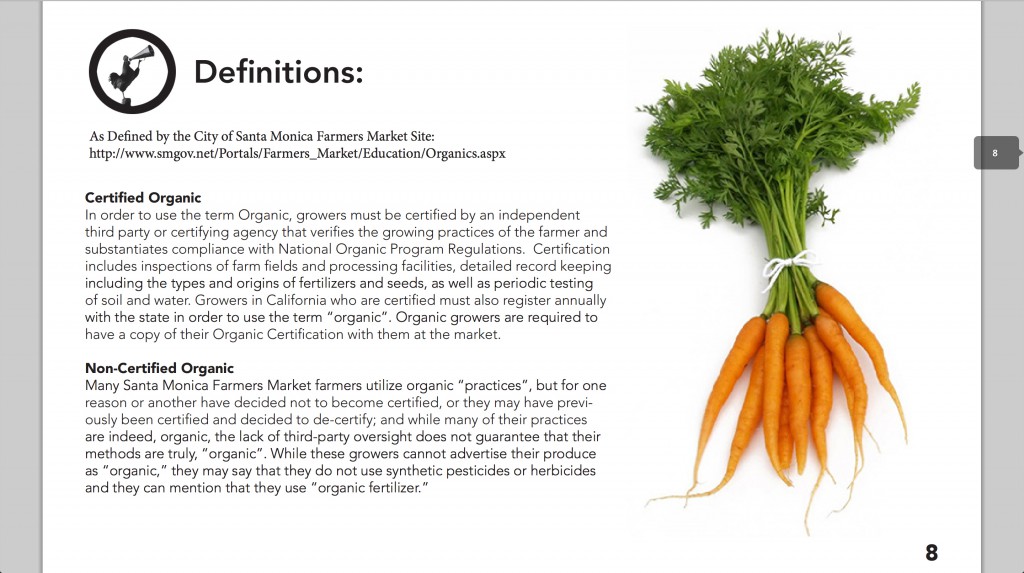 Definitions:
As Defined by the City of Santa Monica Farmers Market Site:
http://www.smgov.net/Portals/Farmers_Market/Education/Organics.aspx
Certified Organic
In order to use the term Organic, growers must be certified by an independent
third party or certifying agency that verifies the growing practices of the farmer and
substantiates compliance with National Organic Program Regulations.  Certification
includes inspections of farm fields and processing facilities, detailed record keeping
including the types and origins of fertilizers and seeds, as well as periodic testing
of soil and water. Growers in California who are certified must also register annually
with the state in order to use the term “organic”. Organic growers are required to
have a copy of their Organic Certification with them at the market.
Non-Certified Organic
Many Santa Monica Farmers Market farmers utilize organic “practices”, but for one
reason or another have decided not to become certified, or they may have previ-
ously been certified and decided to de-certify; and while many of their practices
are indeed, organic, the lack of third-party oversight does not guarantee that their
methods are truly, “organic”. While these growers cannot advertise their produce
as “organic,” they may say that they do not use synthetic pesticides or herbicides
and they can mention that they use “organic fertilizer.”
8
8